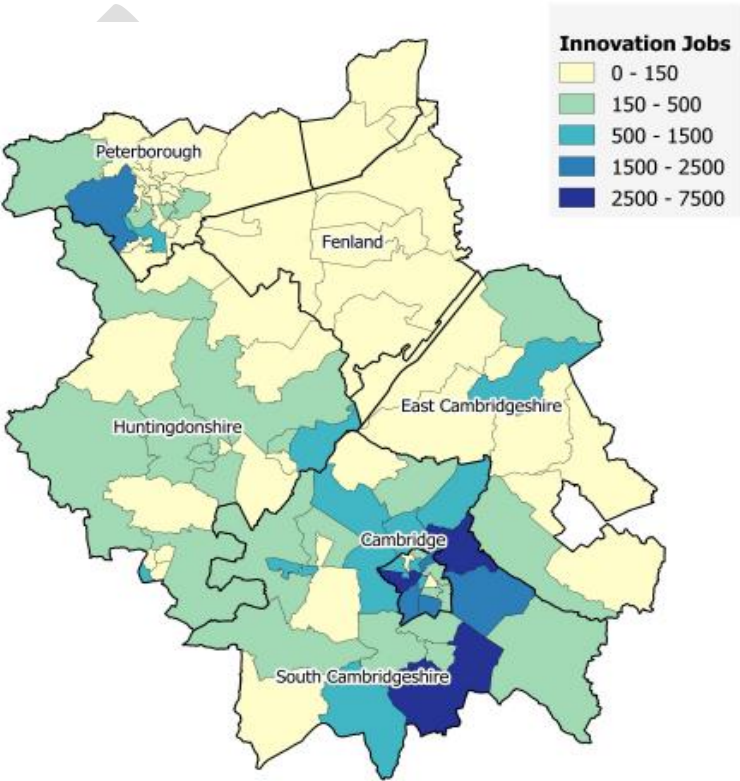 Innovation Jobs
0 - 150
150 - 500
500 - 1500
1500 - 2500
2500 - 7500
Peterborough
Fenland
East Cambridgeshire
Huntingdonshire
Cambridge
South Cambridgeshire